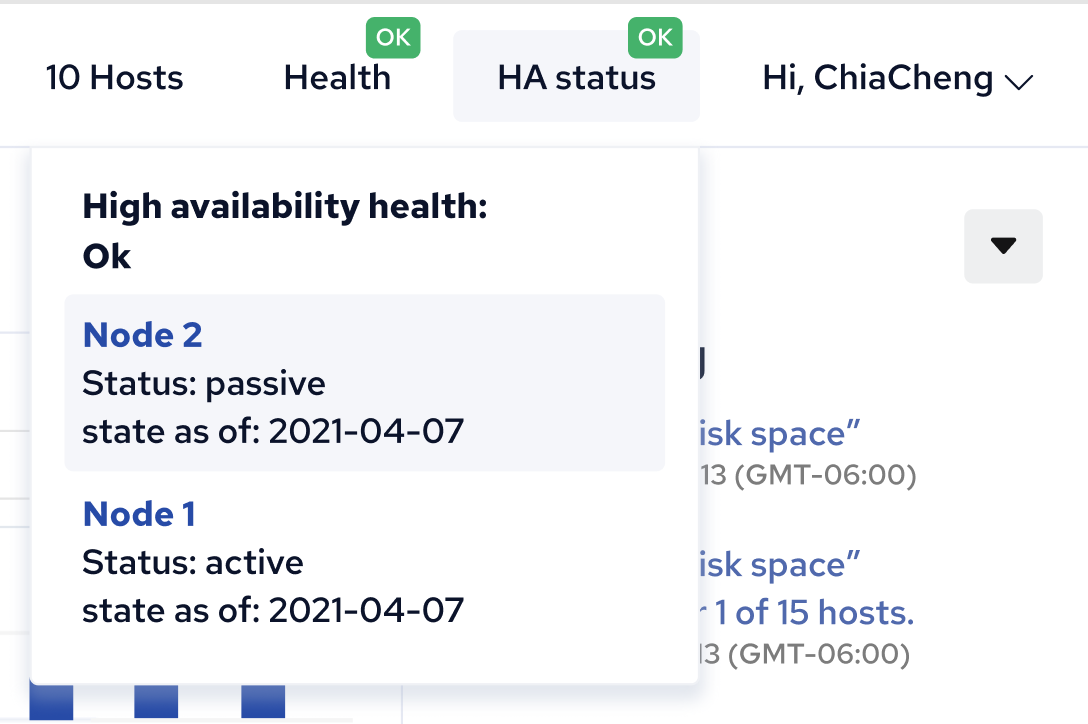 OK
OK
10 Hosts
Health
HA status
Hi, ChiaCheng
High availability health:
Ok
Node 2
Status: passive
state as of: 2021-04-07
Node 1
Status: active
state as of: 2021-04-07
space”
13 (GMT-06:00)
space”
1 of 15 hosts.
13 (GMT-06:00)